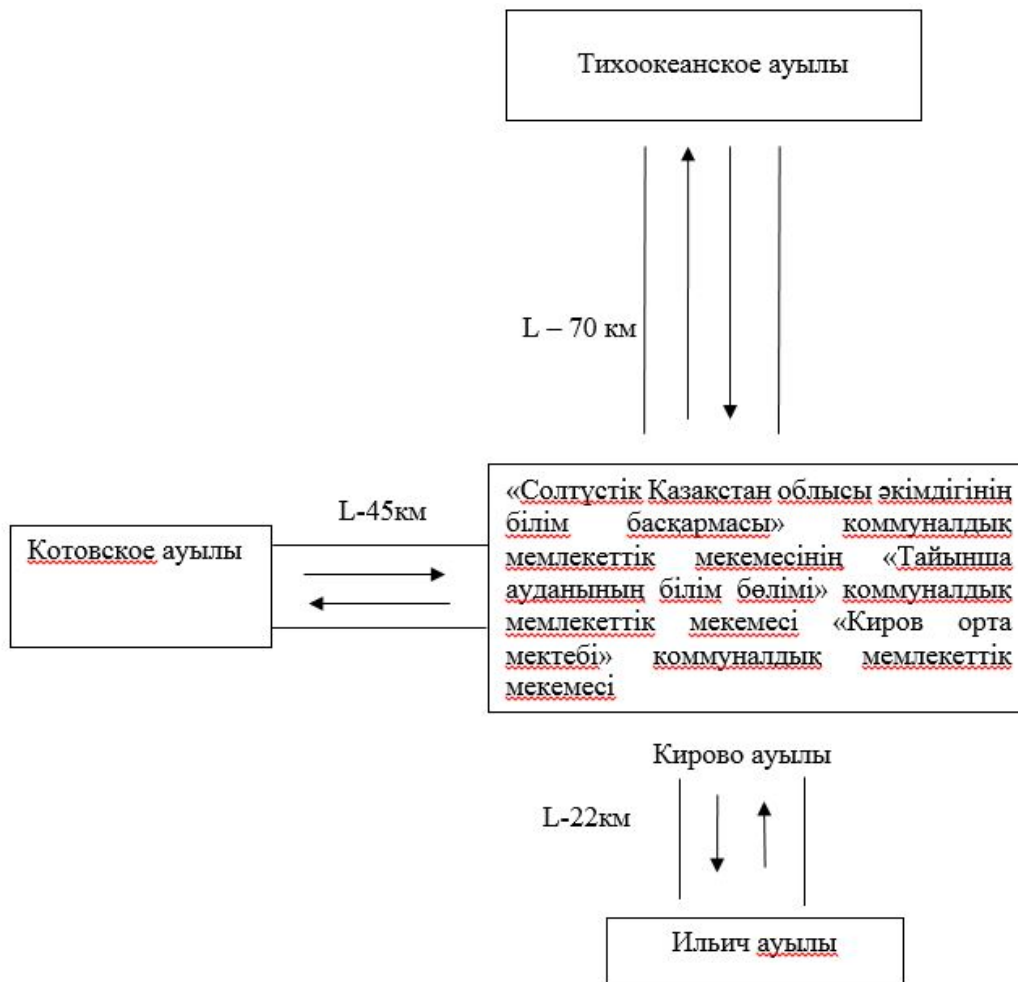 Тихоокеанское ауылы
L – 70 км
L-45км
Котовское ауылы
«Солтүстік Қазақстан облысы әкімдігінің
білім басқармасы» коммуналдық
мемлекеттік мекемесінің «Тайынша
ауданының білім бөлімі» коммуналдық
мемлекеттік мекемесі «Киров орта
мектебі» коммуналдық мемлекеттік
мекемесі
Кирово ауылы
L-22км
Ильич ауылы